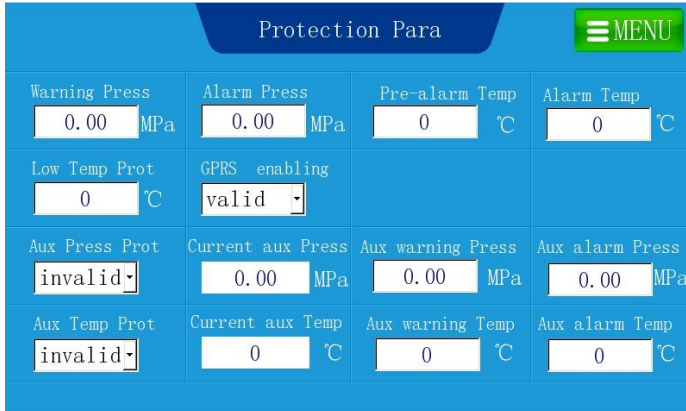 Protection Para
MENU
Warning Press Alarm Press Pre-alarm Temp Alarm Temp
0.00 MPa 0.00 MPa 0 ℃ 0 ℃
Low Temp Prot GPRS enabling
0 ℃ valid
Aux Press Prot Current aux Press Aux warning Press Aux alarm Press
invalid 0.00 MPa 0.00 MPa 0.00 MPa
Aux Temp Prot Current aux Temp Aux warning Temp Aux alarm Temp
invalid 0 ℃ 0 ℃ 0 ℃